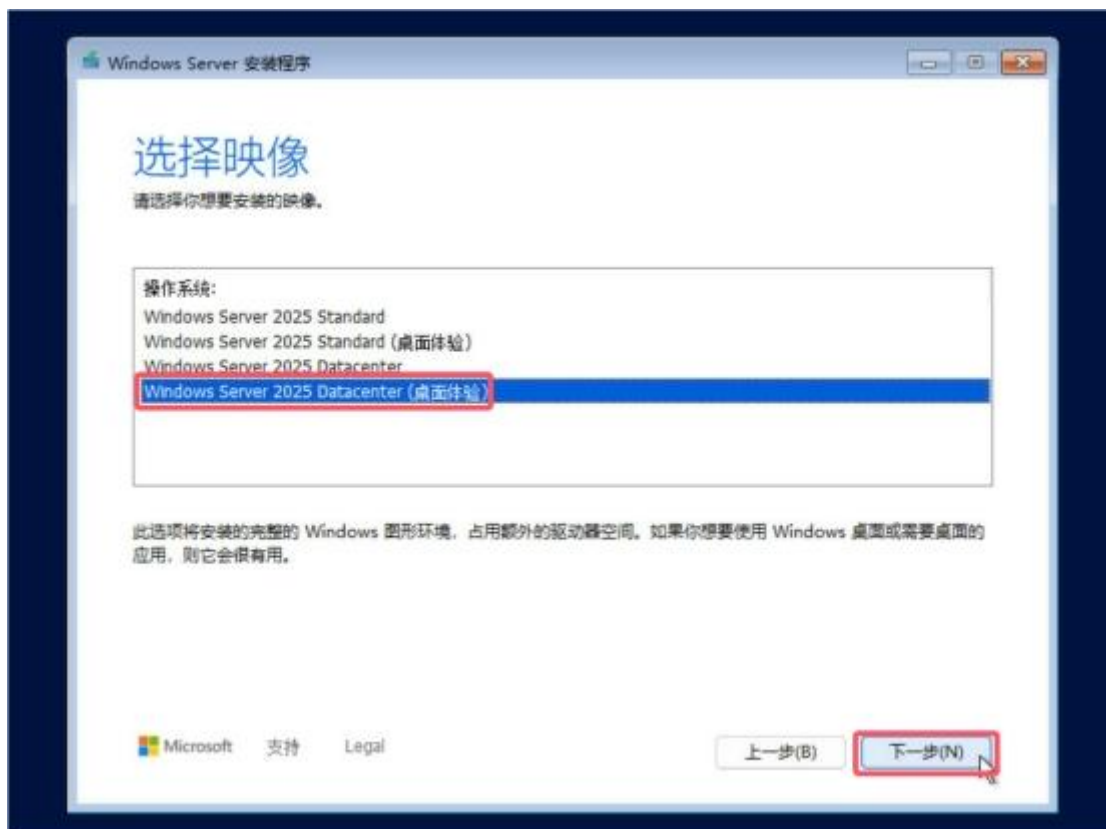 Windows Server 安装程序
选择映像
请选择你想要安装的映像。
操作系统:
Windows Server 2025 Standard
Windows Server 2025 Standard (桌面体验)
Windows Server 2025 Datacenter
Windows Server 2025 Datacenter (桌面体验)
此选项将安装的完整的 Windows 图形环境，占用额外的驱动器空间。如果你想要使用 Windows 桌面或需要桌面的
应用，则它会很有用。
Microsoft 支持 Legal
上一步(B) 下一步(N)